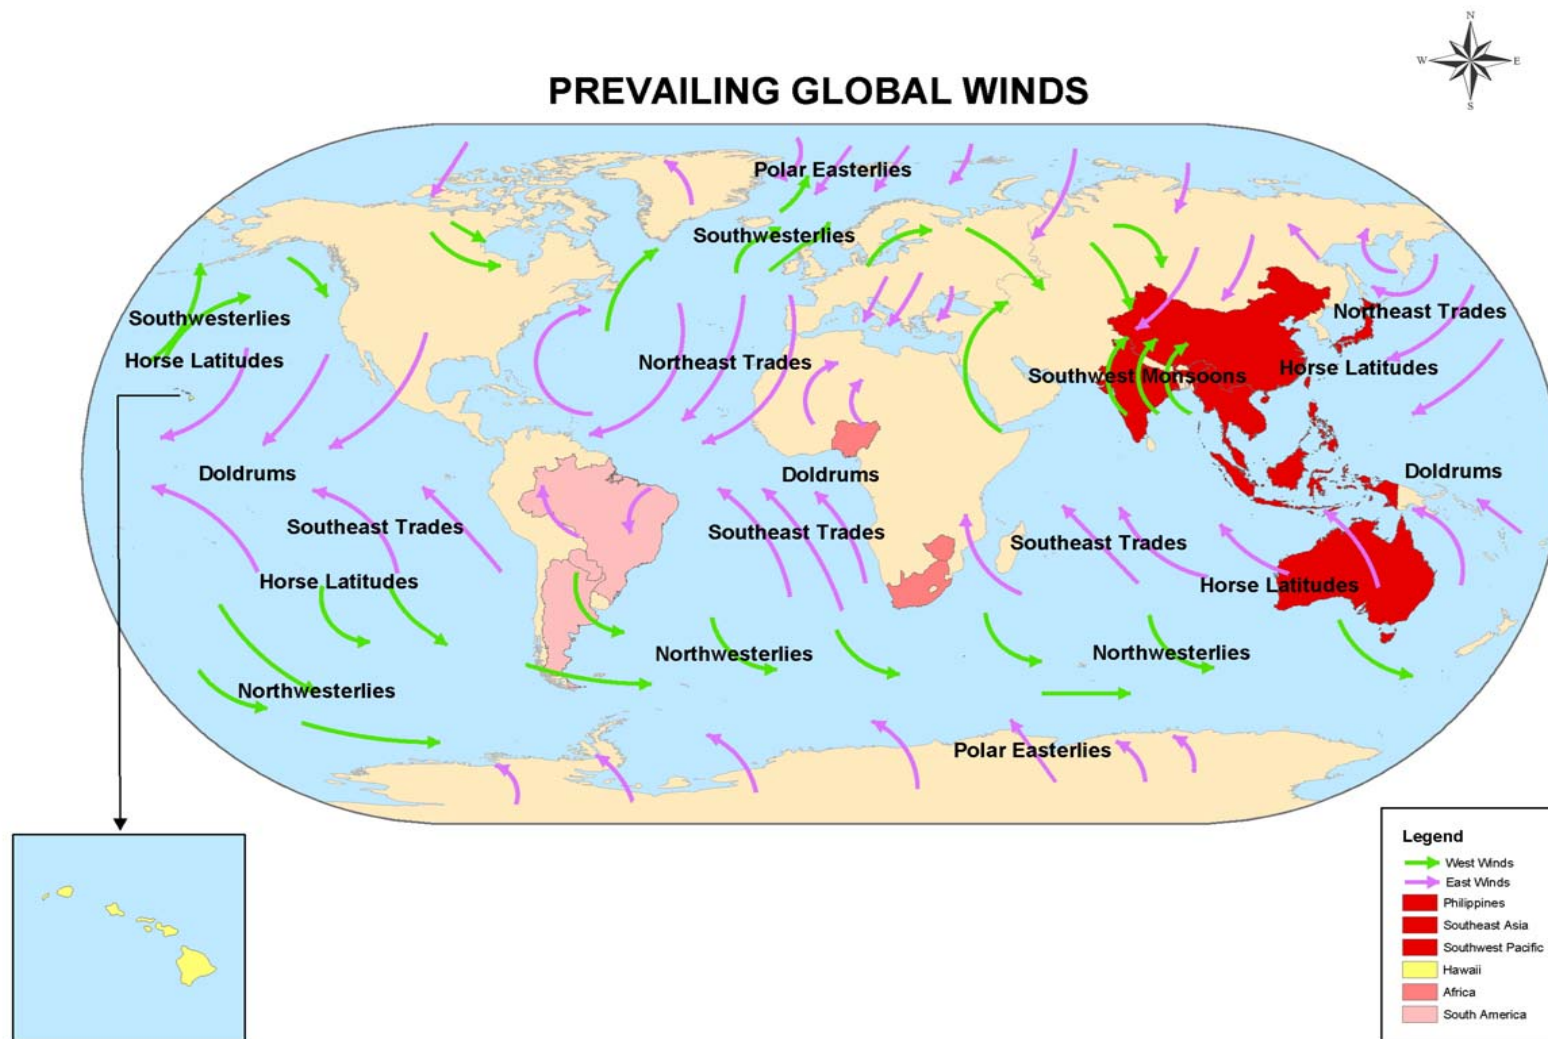 N
W E
S
PREVAILING GLOBAL WINDS
Polar Easterlies
Southwesterlies
Southwesterlies
Northeast Trades
Horse Latitudes
Northeast Trades
Horse Latitudes
Southwest Monsoons
Doldrums
Doldrums
Doldrums
Southeast Trades
Southeast Trades
Southeast Trades
Horse Latitudes
Horse Latitudes
Northwesterlies
Northwesterlies
Northwesterlies
Polar Easterlies
Legend
West Winds
East Winds
Philippines
Southeast Asia
Southwest Pacific
Hawaii
Africa
South America